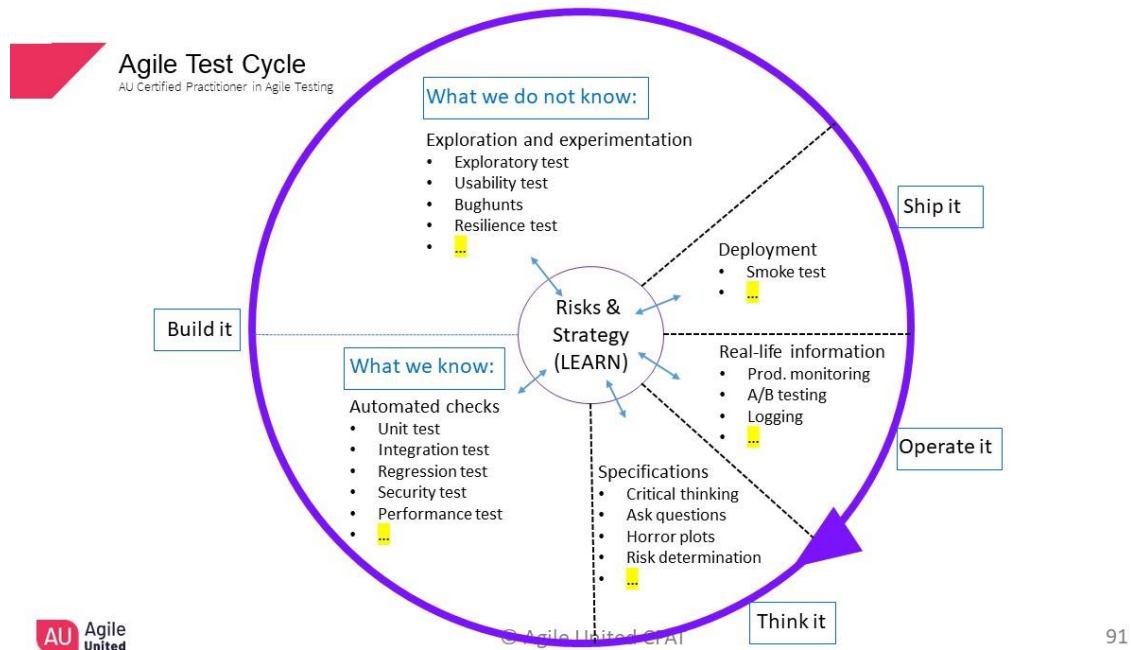 Agile Test Cycle
AU Certified Practitioner in Agile Testing
What we do not know:
Exploration and experimentation
• Exploratory test
• Usability test
• Bughunts
• Resilience test
• ...
Ship it
Deployment
• Smoke test
• ...
Risks &
Strategy
(LEARN)
Build it
What we know:
Automated checks
• Unit test
• Integration test
• Regression test
• Security test
• Performance test
• ...
Real-life information
• Prod. monitoring
• A/B testing
• Logging
• ...
Operate it
Specifications
• Critical thinking
• Ask questions
• Horror plots
• Risk determination
• ...
Think it
© Agile United CPAT
AU Agile
United
91